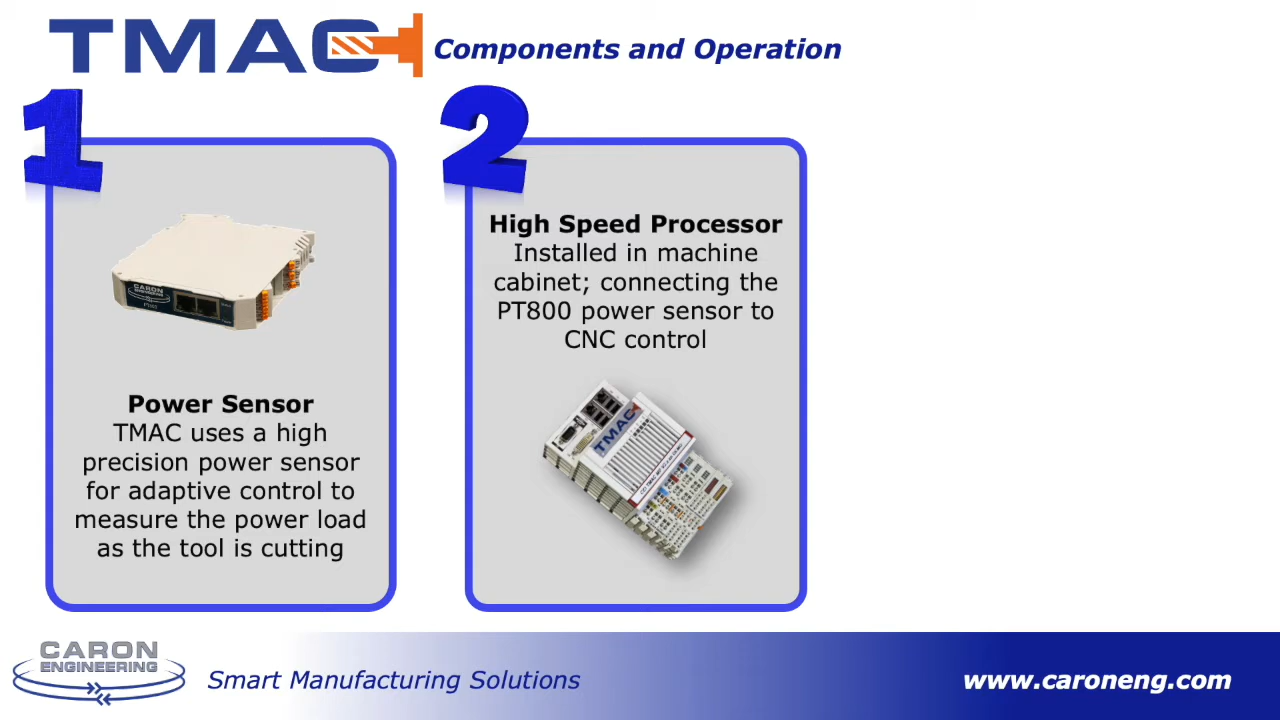 TMAC
Components and Operation
1
2
CARON
ENGINEERING
Power Sensor
TMAC uses a high
precision power sensor
for adaptive control to
measure the power load
as the tool is cutting
High Speed Processor
Installed in machine
cabinet; connecting the
PT800 power sensor to
CNC control
TMAC
CARON
ENGINEERING
Smart Manufacturing Solutions
www.caroneng.com